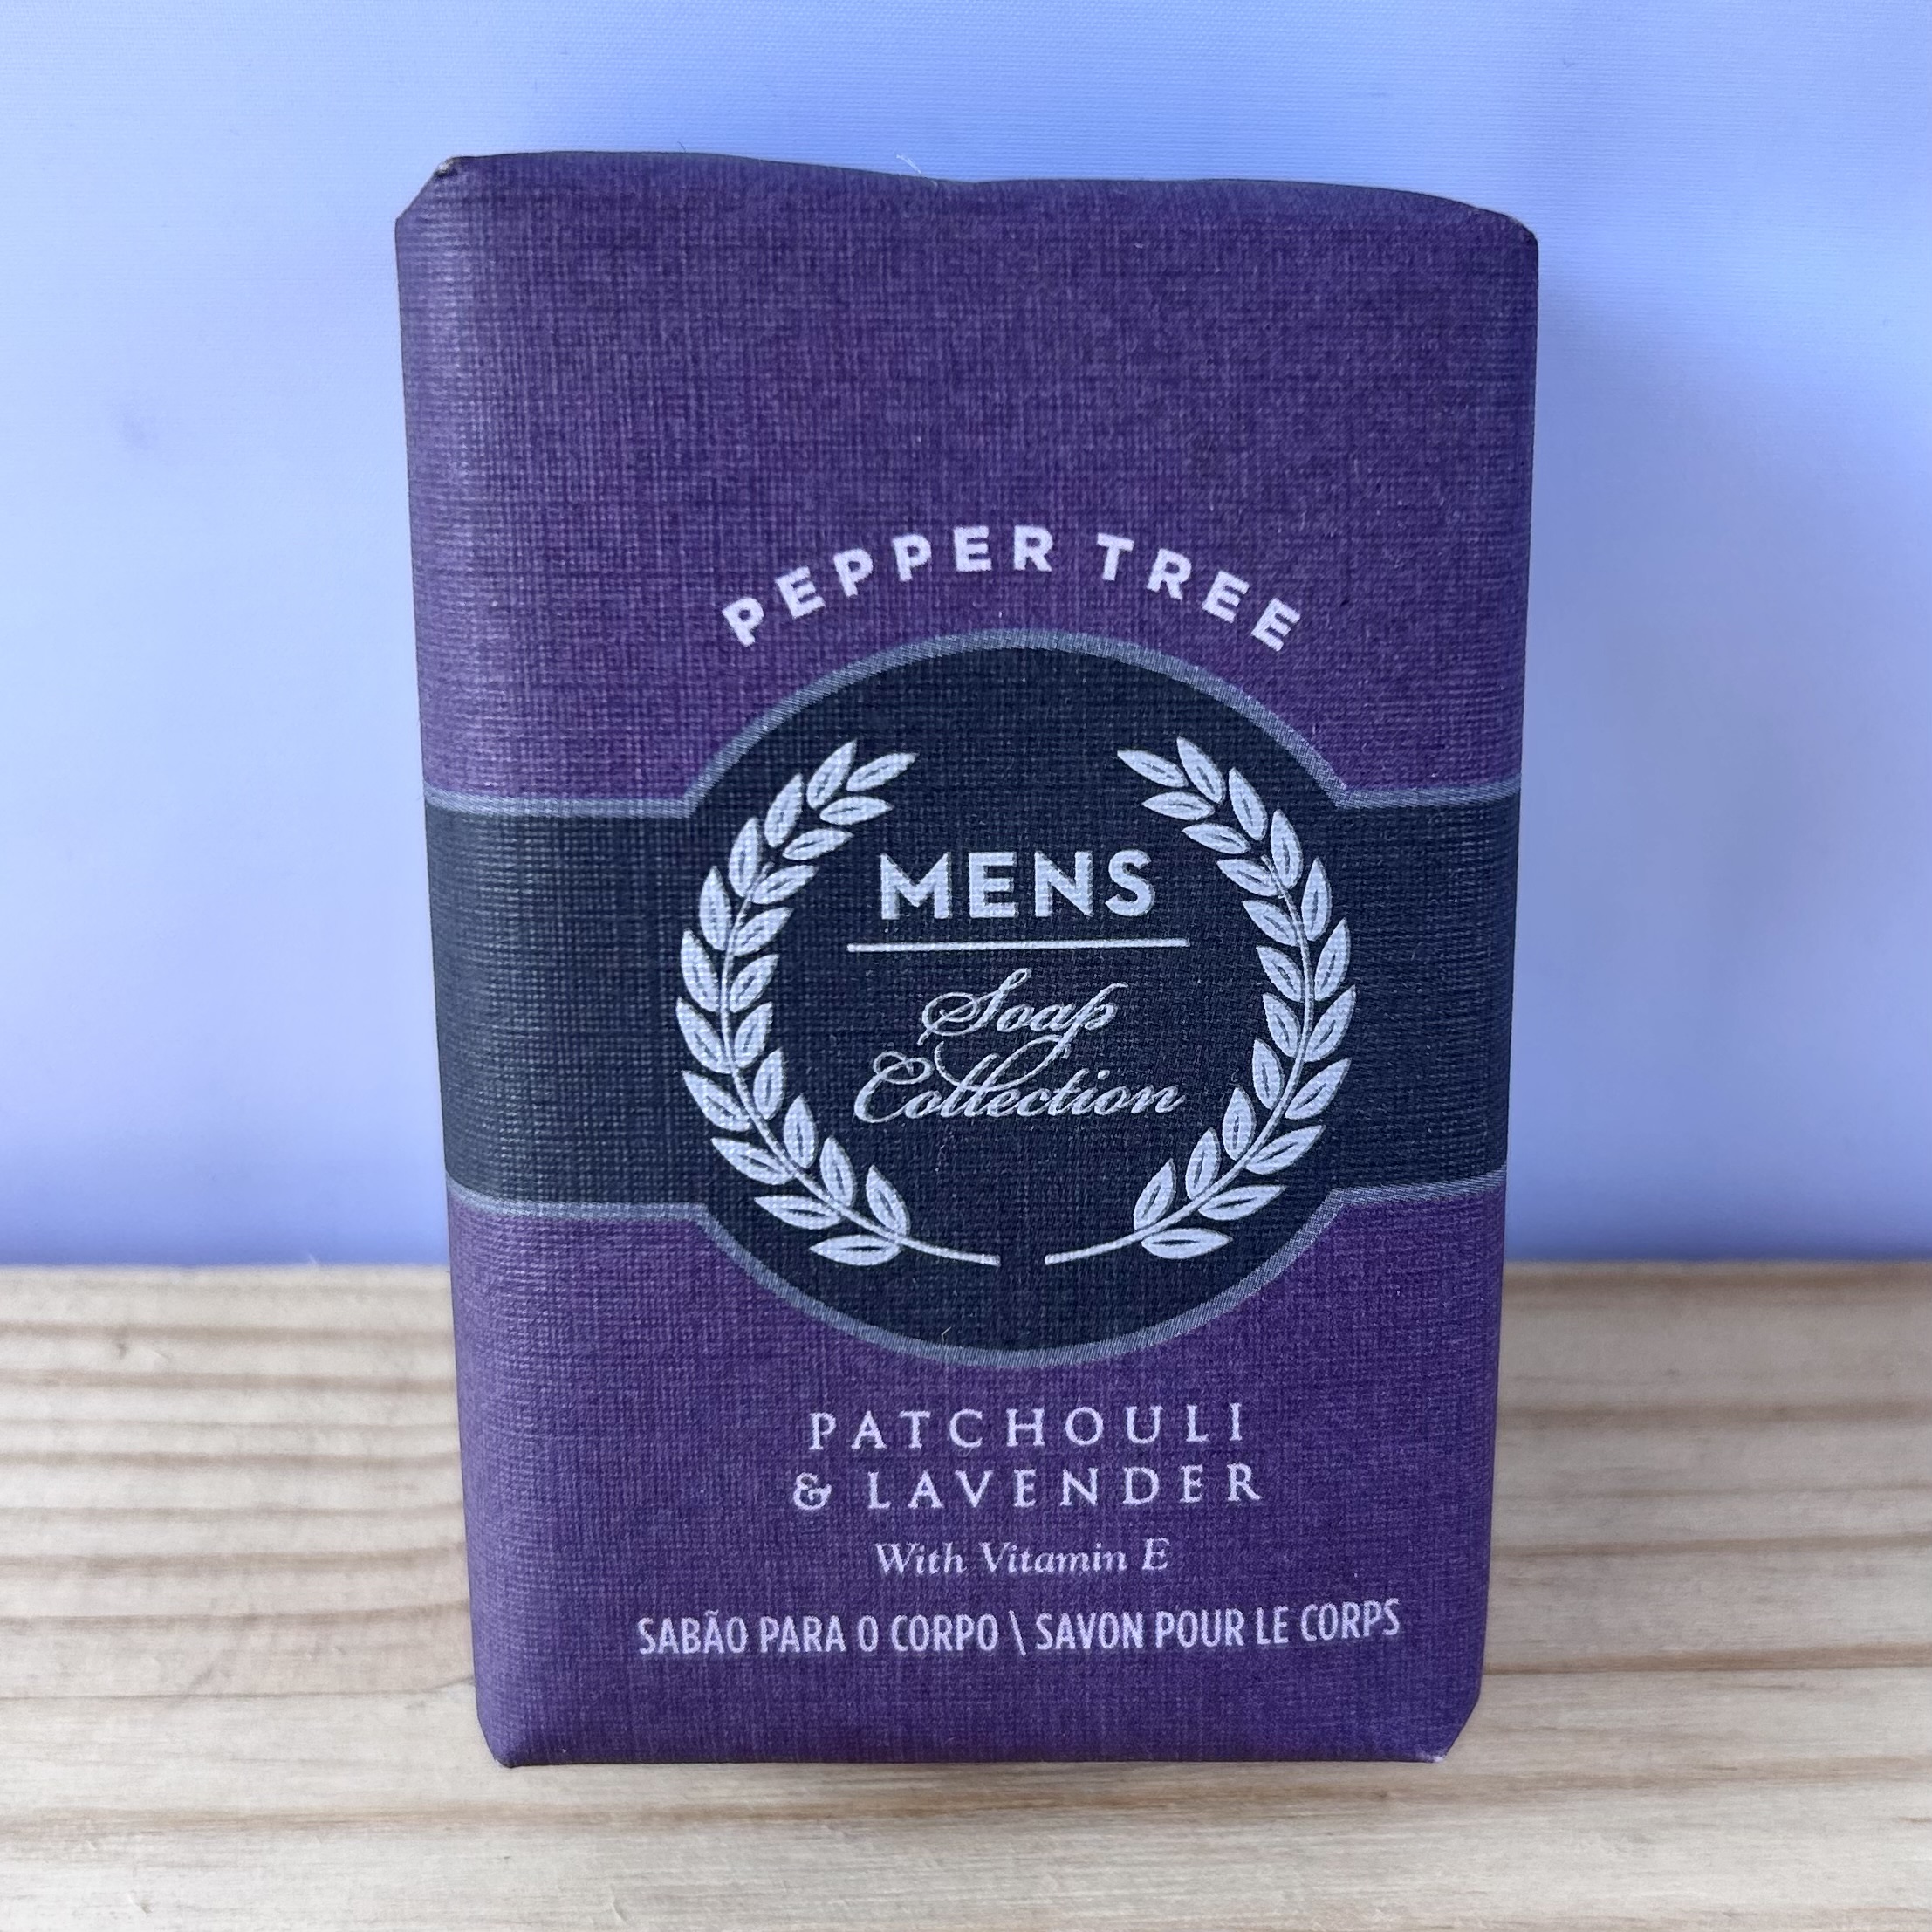 PEPPER TREE
MENS
Soap
Collection
PATCHOULI
& LAVENDER
With Vitamin E
SABÃO PARA O CORPO \ SAVON POUR LE CORPS